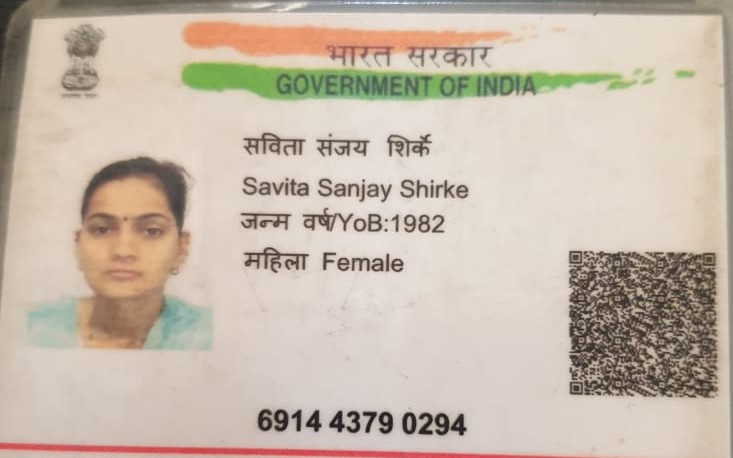 भारत सरकार
GOVERNMENT OF INDIA
सविता संजय शिर्के
Savita Sanjay Shirke
जन्म वर्ष/YoB:1982
महिला Female
6914 4379 0294